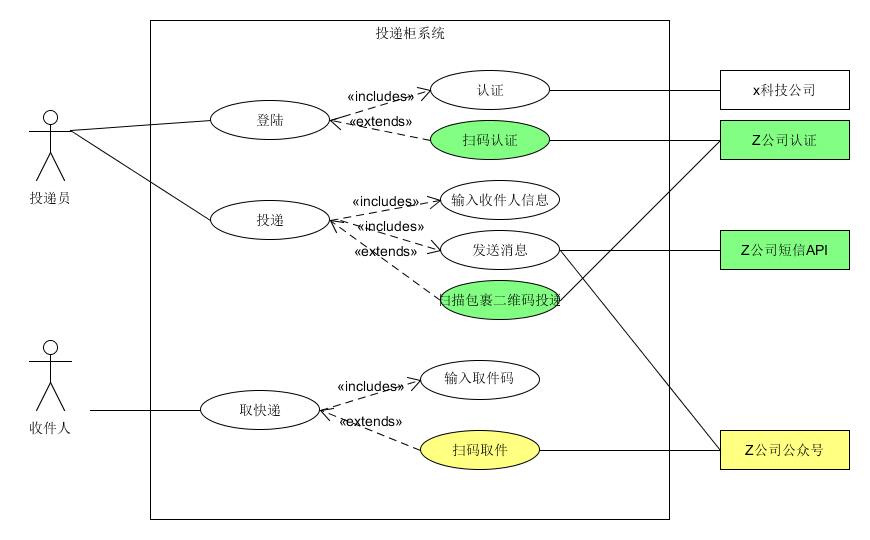 投递柜系统
«includes»
认证
x科技公司
登陆
«extends»
扫码认证
Z公司认证
投递员
«includes»
输入收件人信息
投递
«includes»
发送消息
Z公司短信API
«extends»
扫描包裹二维码投递
«includes»
输入取件码
收件人
取快递
«extends»
扫码取件
Z公司公众号